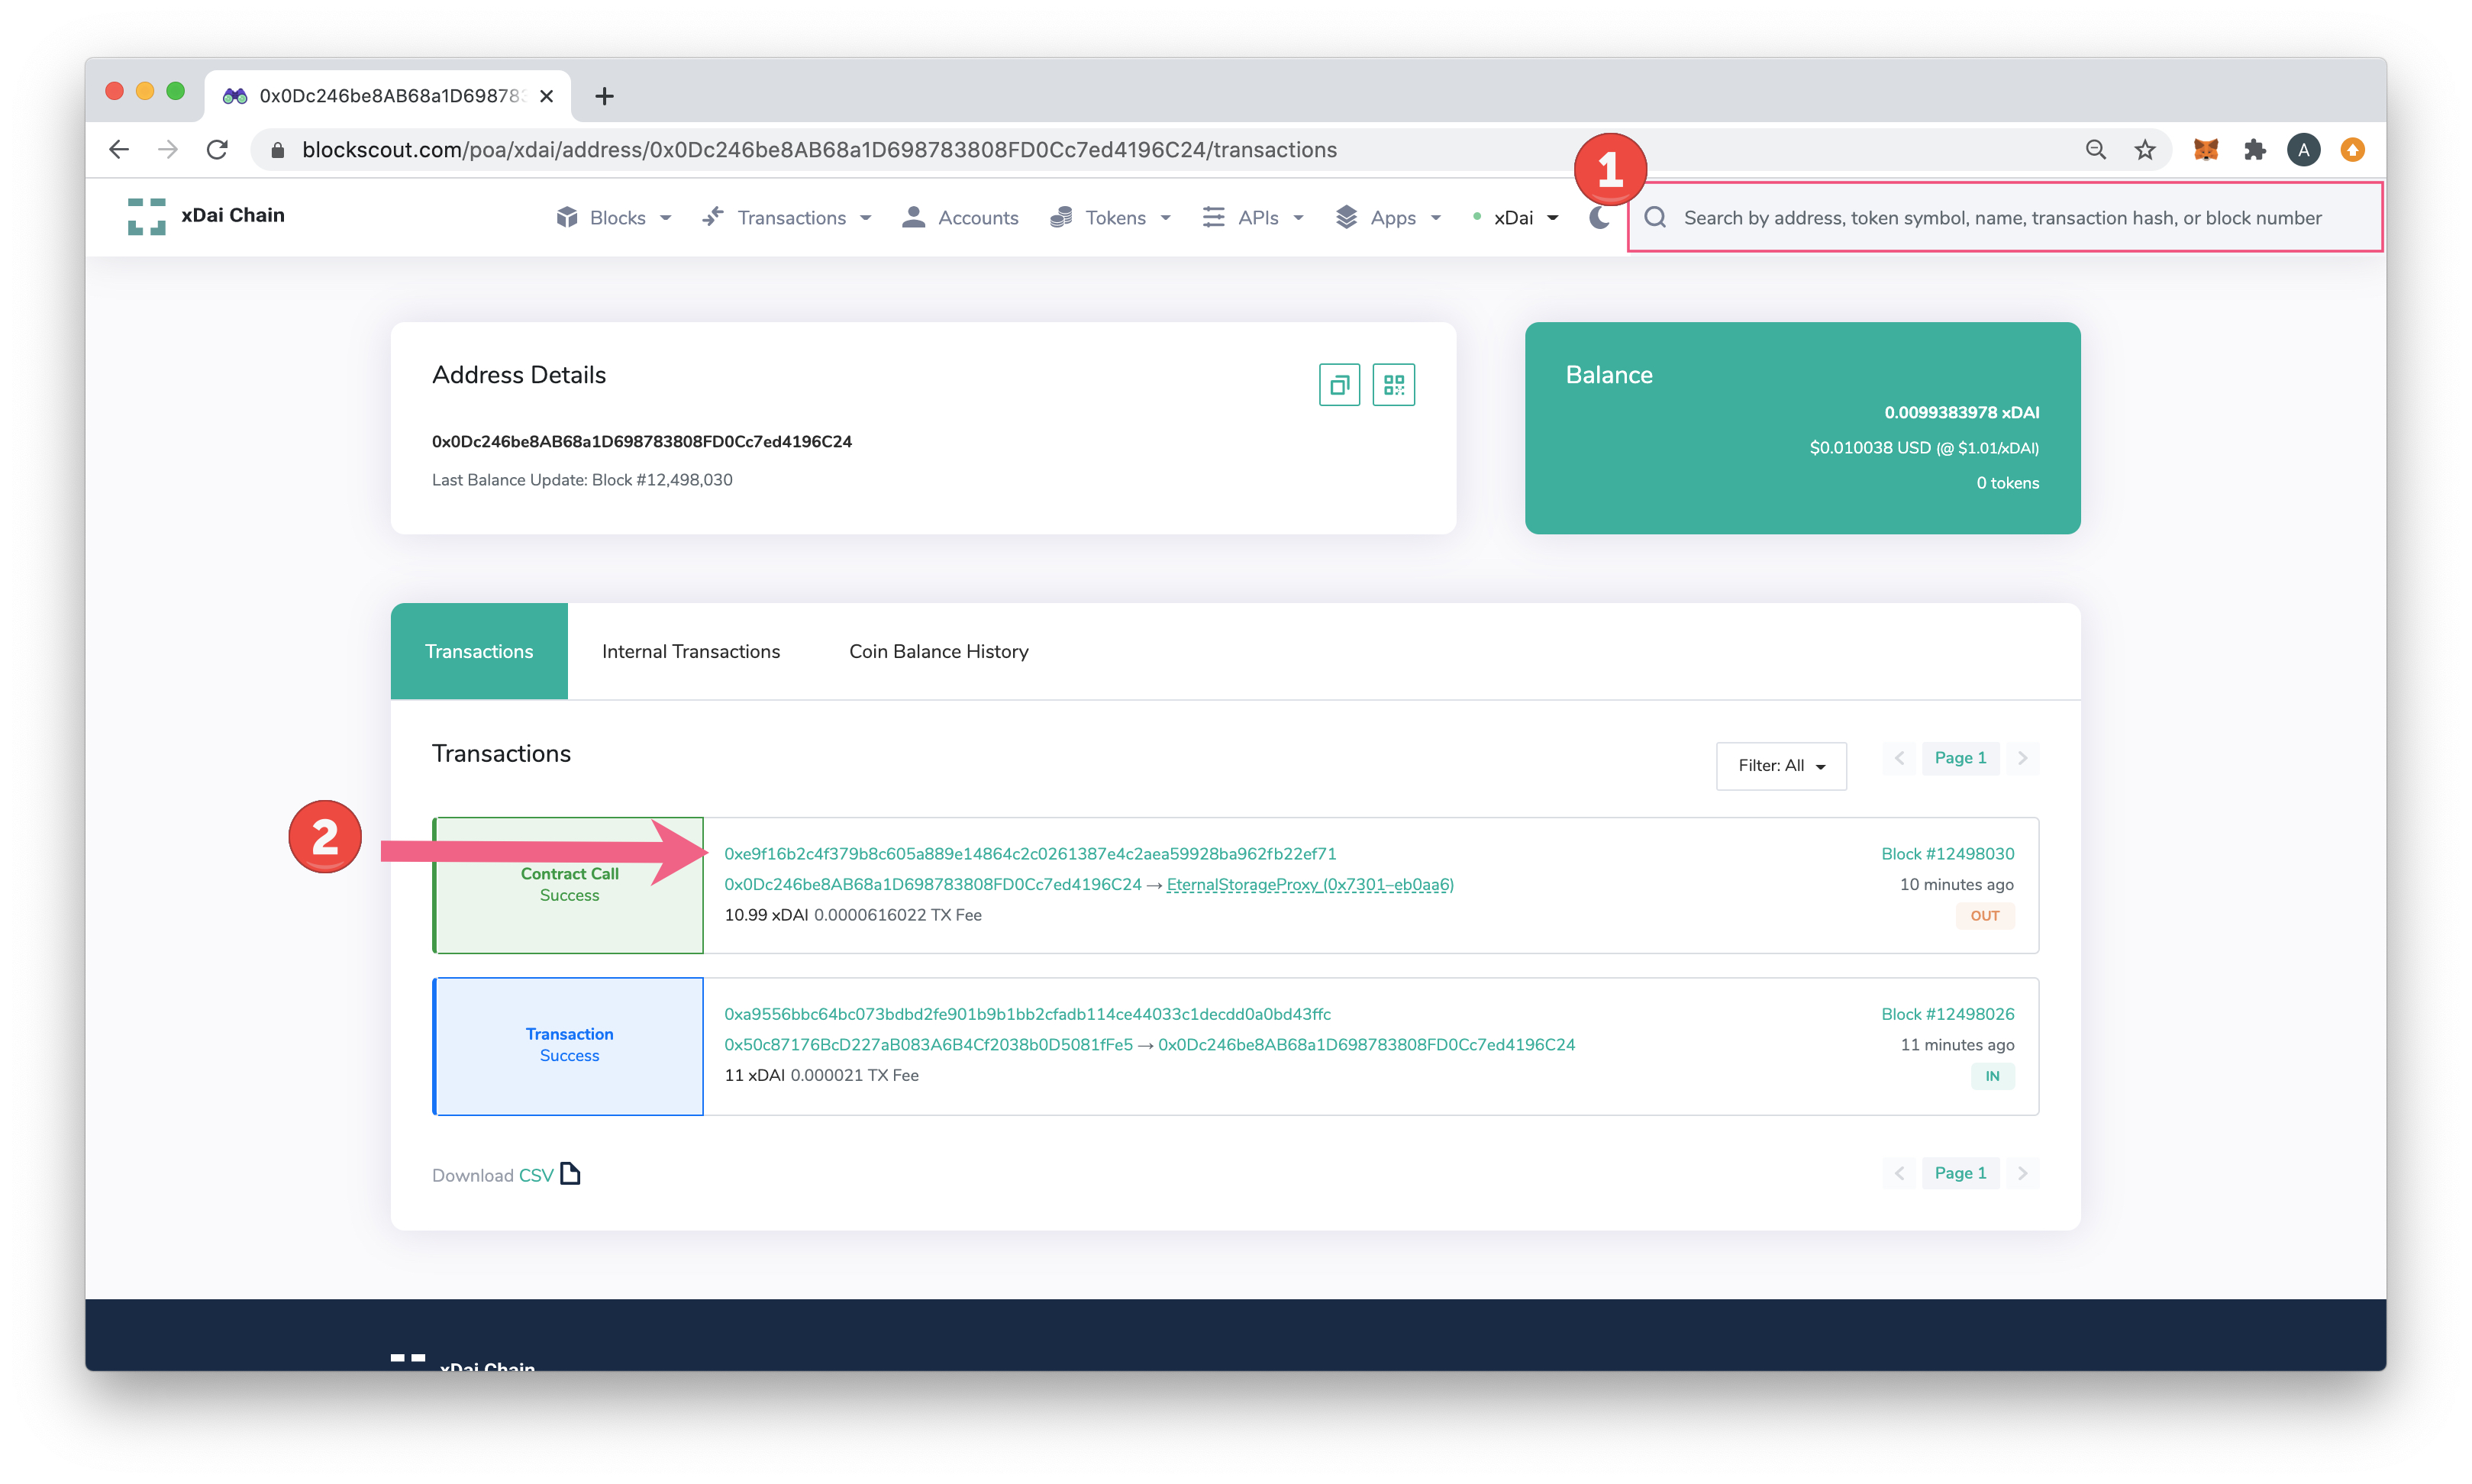 0x0Dc246be8AB68a1D69878
blockscout.com/poa/xdai/address/0x0Dc246be8AB68a1D698783808FD0Cc7ed4196C24/transactions
A
1
xDai Chain
Blocks
Transactions
Accounts
Tokens
APIs
Apps
xDai
Search by address, token symbol, name, transaction hash, or block number
Address Details
0x0Dc246be8AB68a1D698783808FD0Cc7ed4196C24
Last Balance Update: Block #12,498,030
Balance
0.0099383978 xDAI
$0.010038 USD (@ $1.01/xDAI)
0 tokens
Transactions
Internal Transactions
Coin Balance History
Transactions
Filter: All
Page 1
2
Contract Call
Success
0xe9f16b2c4f379b8c605a889e14864c2c0261387e4c2aea59928ba962fb22ef71
0x0Dc246be8AB68a1D698783808FD0Cc7ed4196C24 → EternalStorageProxy (0x7301–eb0aa6)
10.99 xDAI 0.0000616022 TX Fee
Block #12498030
10 minutes ago
OUT
Transaction
Success
0xa9556bbc64bc073bdbd2fe901b9b1bb2cfadb114ce44033c1decdd0a0bd43ffc
0x50c87176BcD227aB083A6B4Cf2038b0D5081fFe5 → 0x0Dc246be8AB68a1D698783808FD0Cc7ed4196C24
11 xDAI 0.000021 TX Fee
Block #12498026
11 minutes ago
IN
Download CSV
Page 1
xDai Chain